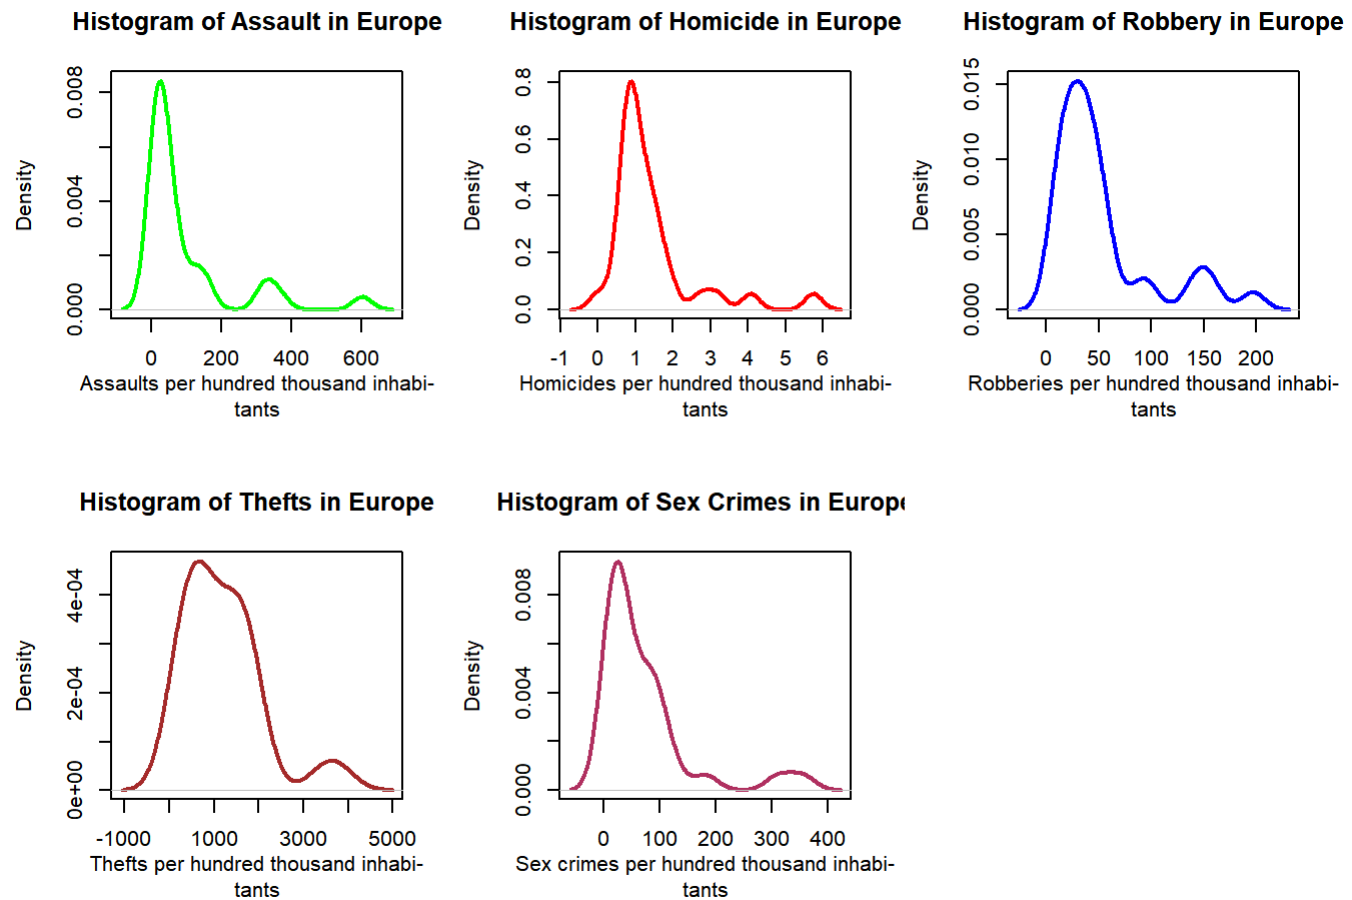 Histogram of Assault in Europe
Density
0.000
0.004
0.008
0
200
400
600
Assaults per hundred thousand inhabi-
tants
Histogram of Homicide in Europe
Density
0.0
0.2
0.4
0.6
0.8
-1
0
1
2
3
4
5
6
Homicides per hundred thousand inhabi-
tants
Histogram of Robbery in Europe
Density
0.000
0.005
0.010
0.015
0
50
100
150
200
Robberies per hundred thousand inhabi-
tants
Histogram of Thefts in Europe
Density
0e+00
2e-04
4e-04
-1000
1000
3000
5000
Thefts per hundred thousand inhabi-
tants
Histogram of Sex Crimes in Europe
Density
0.000
0.004
0.008
0
100
200
300
400
Sex crimes per hundred thousand inhabi-
tants